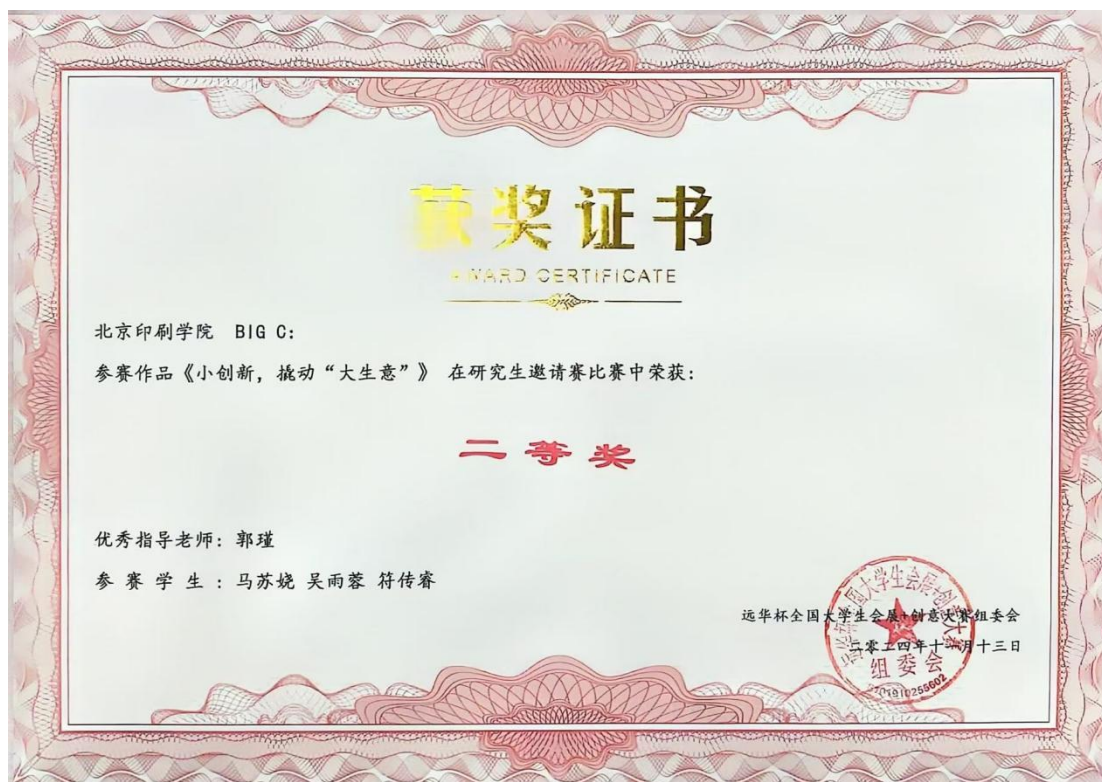 获奖证书
AWARD CERTIFICATE
北京印刷学院 BIG C:
参赛作品《小创新,撬动“大生意”》 在研究生邀请赛比赛中荣获:
二等奖
优秀指导老师: 郭瑾
参 赛 学 生 : 马苏娆 吴雨蓉 符传睿
远华杯全国大学生会展+创意大赛组委会
二零二四年十一月十三日
组委会